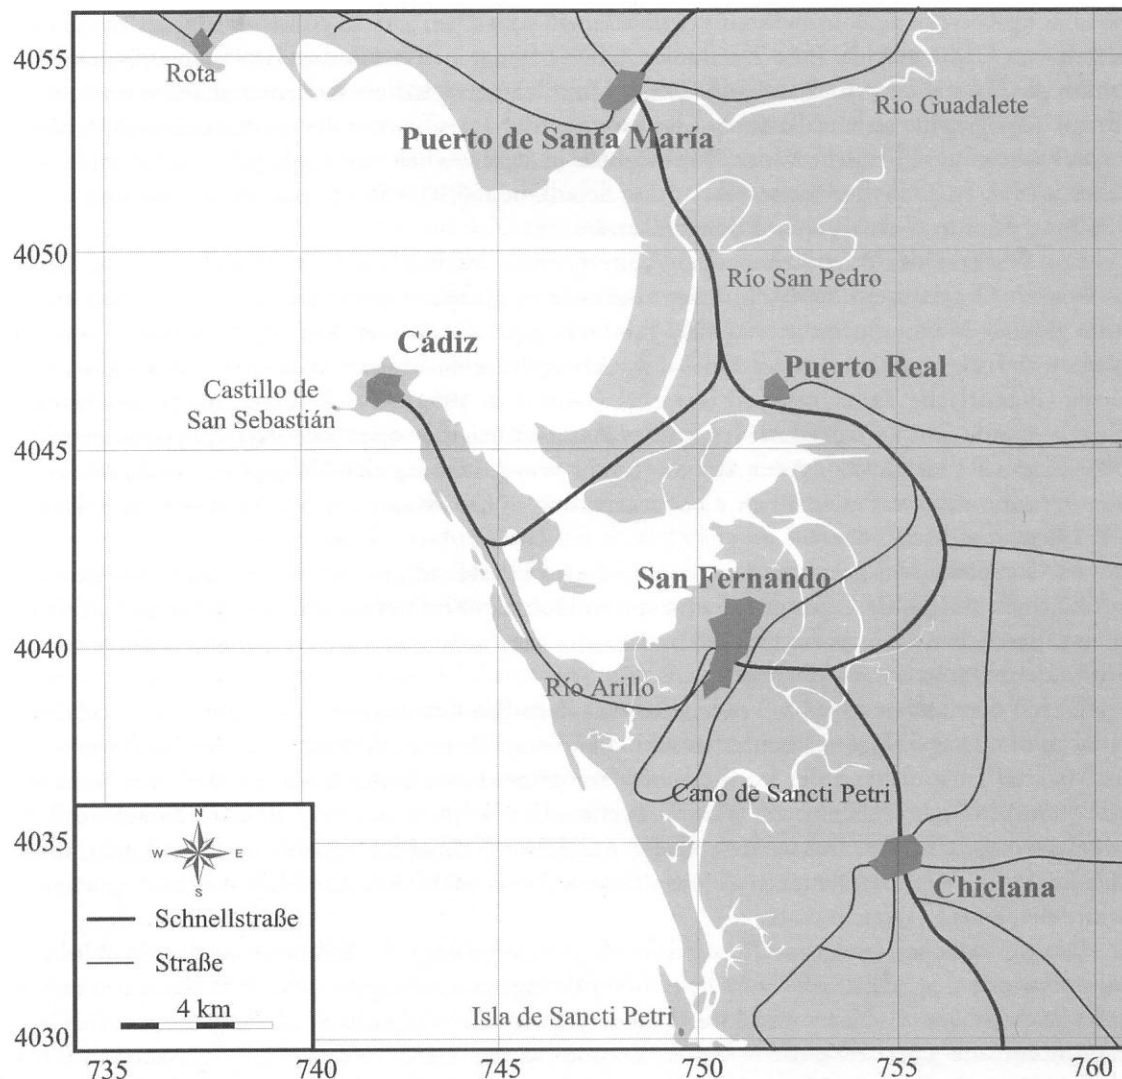 4055
Rota
Rio Guadalete
Puerto de Santa María
4050
Río San Pedro
Cádiz
Puerto Real
Castillo de
San Sebastián
4045
San Fernando
4040
Río Arillo
Cano de Sancti Petri
4035
N
W E
S
Chiclana
Schnellstraße
Straße
4 km
Isla de Sancti Petri
4030
735 740 745 750 755 760